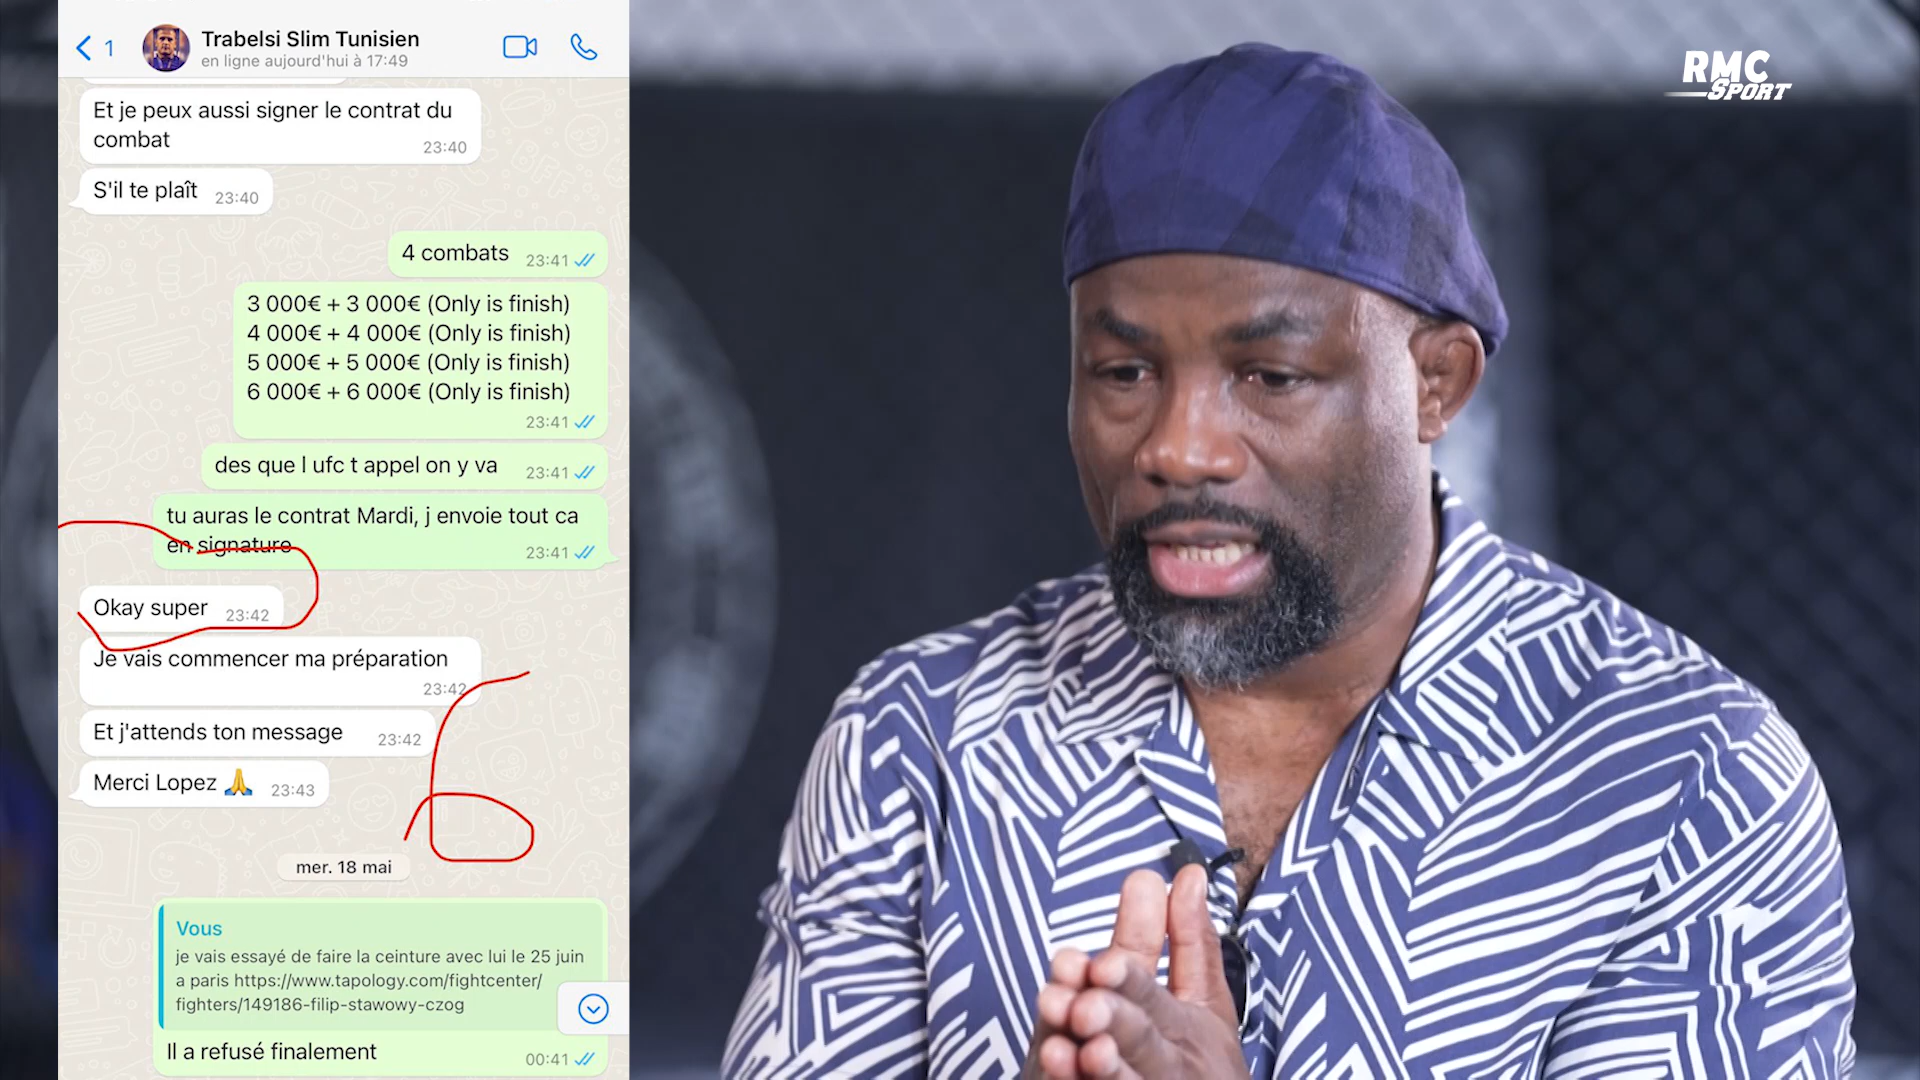 1
Trabelsi Slim Tunisien
en ligne aujourd'hui à 17:49
Et je peux aussi signer le contrat du
combat
23:40
S'il te plaît 23:40
4 combats 23:41
3 000€ + 3 000€ (Only is finish)
4 000€ + 4 000€ (Only is finish)
5 000€ + 5 000€ (Only is finish)
6 000€ + 6 000€ (Only is finish)
23:41
des que l ufc t appel on y va 23:41
tu auras le contrat Mardi, j envoie tout ca
en signature 23:41
Okay super 23:42
Je vais commencer ma préparation
23:42
Et j'attends ton message 23:42
Merci Lopez 🙏 23:43
mer. 18 mai
Vous
je vais essayé de faire la ceinture avec lui le 25 juin
a paris https://www.tapology.com/fightcenter/
fighters/149186-filip-stawowy-czog
Il a refusé finalement 00:41
RMC
SPORT